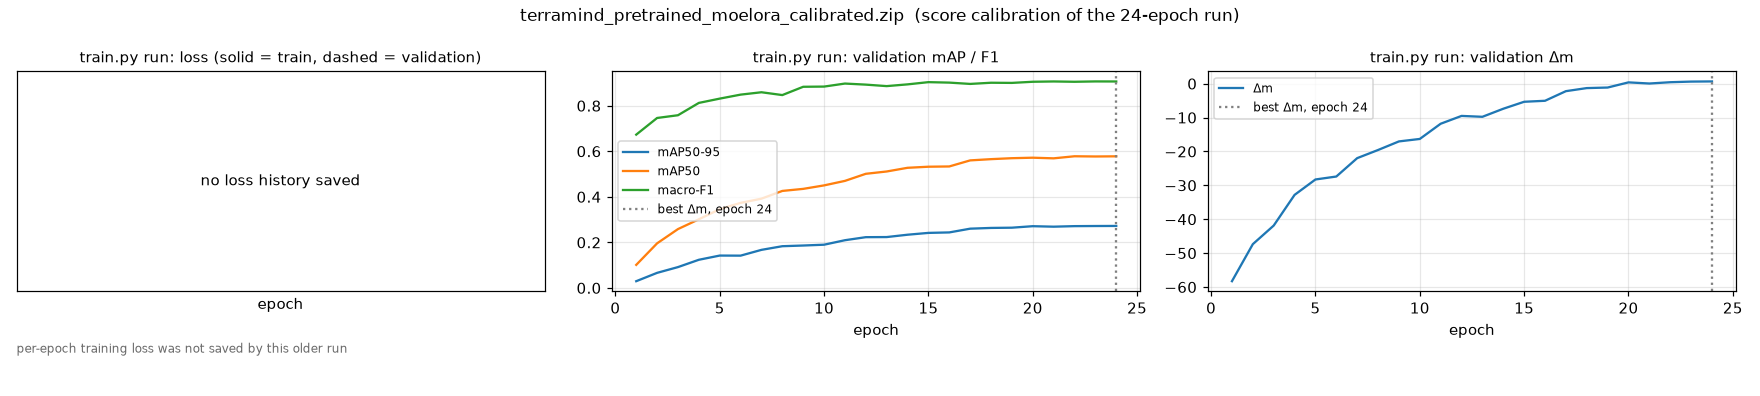 terramind_pretrained_moelora_calibrated.zip  (score calibration of the 24-epoch run)
train.py run: loss (solid = train, dashed = validation)
no loss history saved
epoch
per-epoch training loss was not saved by this older run
train.py run: validation mAP / F1
0.8
0.6
0.4
0.2
0.0
mAP50-95
mAP50
macro-F1
best Δm, epoch 24
0 5 10 15 20 25
epoch
train.py run: validation Δm
0
−10
−20
−30
−40
−50
−60
Δm
best Δm, epoch 24
0 5 10 15 20 25
epoch